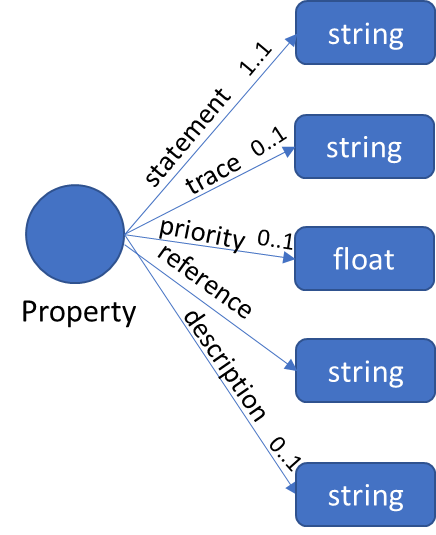 string
statement 1..1
string
trace 0..1
float
priority 0..1
Property
reference
string
description 0..1
string